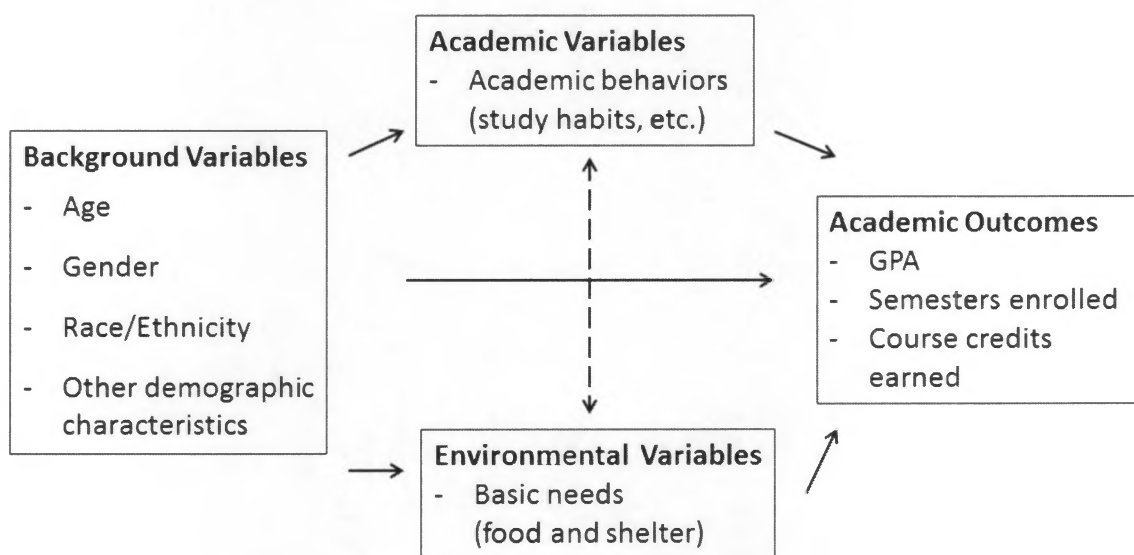 Academic Variables
- Academic behaviors
(study habits, etc.)
Background Variables
- Age
- Gender
- Race/Ethnicity
- Other demographic
characteristics
Academic Outcomes
- GPA
- Semesters enrolled
- Course credits
earned
Environmental Variables
- Basic needs
(food and shelter)